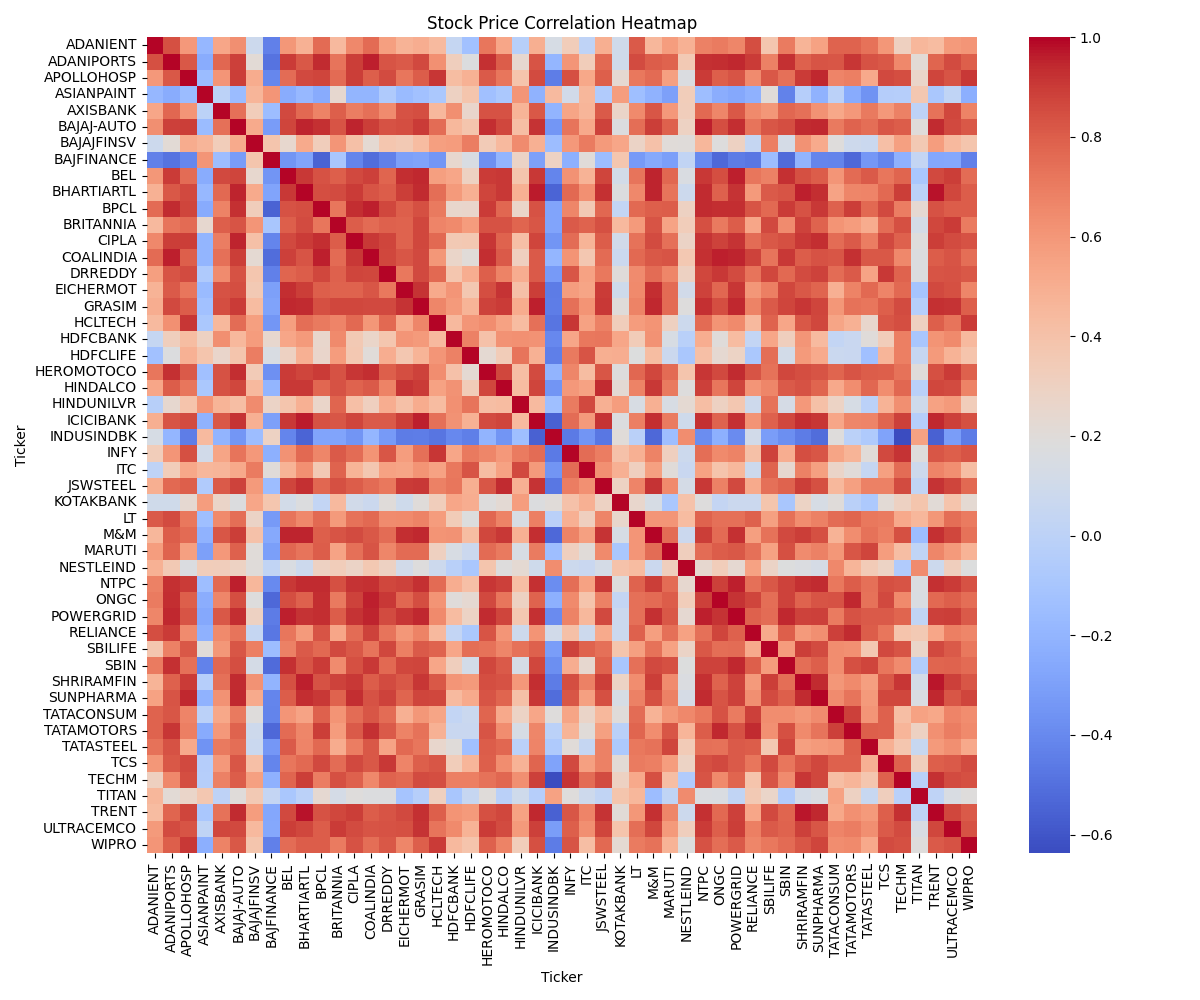 Stock Price Correlation Heatmap
Ticker
ADANIENT
ADANIPORTS
APOLLOHOSP
ASIANPAINT
AXISBANK
BAJAJ-AUTO
BAJAJFINSV
BAJFINANCE
BEL
BHARTIARTL
BPCL
BRITANNIA
CIPLA
COALINDIA
DRREDDY
EICHERMOT
GRASIM
HCLTECH
HDFCBANK
HDFCLIFE
HEROMOTOCO
HINDALCO
HINDUNILVR
ICICIBANK
INDUSINDBK
INFY
ITC
JSWSTEEL
KOTAKBANK
LT
M&M
MARUTI
NESTLEIND
NTPC
ONGC
POWERGRID
RELIANCE
SBILIFE
SBIN
SHRIRAMFIN
SUNPHARMA
TATACONSUM
TATAMOTORS
TATASTEEL
TCS
TECHM
TITAN
TRENT
ULTRACEMCO
WIPRO
ADANIENT
ADANIPORTS
APOLLOHOSP
ASIANPAINT
AXISBANK
BAJAJ-AUTO
BAJAJFINSV
BAJFINANCE
BEL
BHARTIARTL
BPCL
BRITANNIA
CIPLA
COALINDIA
DRREDDY
EICHERMOT
GRASIM
HCLTECH
HDFCBANK
HDFCLIFE
HEROMOTOCO
HINDALCO
HINDUNILVR
ICICIBANK
INDUSINDBK
INFY
ITC
JSWSTEEL
KOTAKBANK
LT
M&M
MARUTI
NESTLEIND
NTPC
ONGC
POWERGRID
RELIANCE
SBILIFE
SBIN
SHRIRAMFIN
SUNPHARMA
TATACONSUM
TATAMOTORS
TATASTEEL
TCS
TECHM
TITAN
TRENT
ULTRACEMCO
WIPRO
Ticker
1.0
0.8
0.6
0.4
0.2
0.0
−0.2
−0.4
−0.6